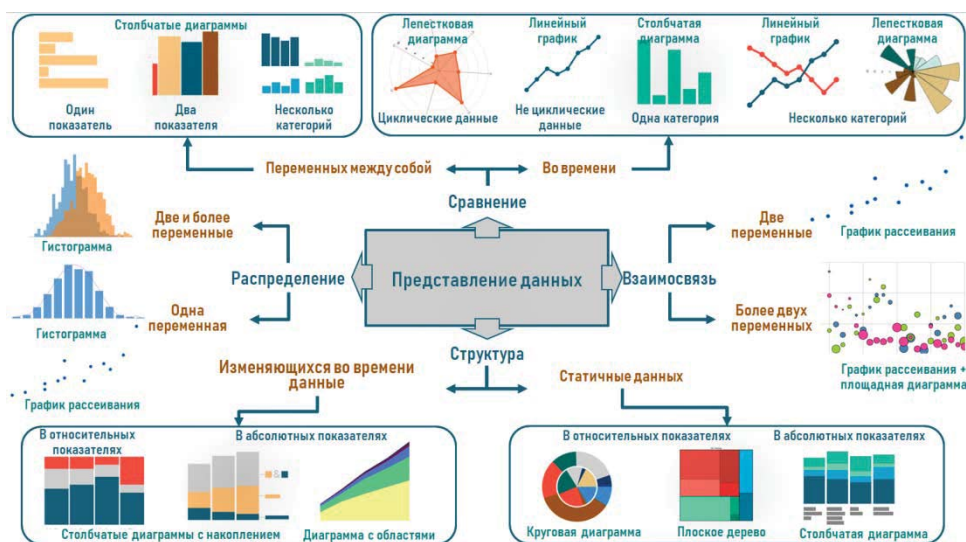 Столбчатые диаграммы
Один
показатель
Два
показателя
Несколько
категорий
Лепестковая
диаграмма
Линейный
график
Столбчатая
диаграмма
Линейный
график
Лепестковая
диаграмма
Циклические данные
Не циклические
данные
Одна категория
Несколько категорий
Переменных между собой
Во времени
Сравнение
Две и более
переменные
Гистограмма
Две
переменные
График рассеивания
Распределение
Представление данных
Взаимосвязь
Одна
переменная
Гистограмма
Более двух
переменных
График рассеивания +
площадная диаграмма
График рассеивания
Структура
Изменяющихся во времени
данные
Статичные данные
В относительных
показателях
В абсолютных показателях
Столбчатые диаграммы с накоплением
Диаграмма с областями
В относительных показателях
В абсолютных показателях
Круговая диаграмма
Плоское дерево
Столбчатая диаграмма